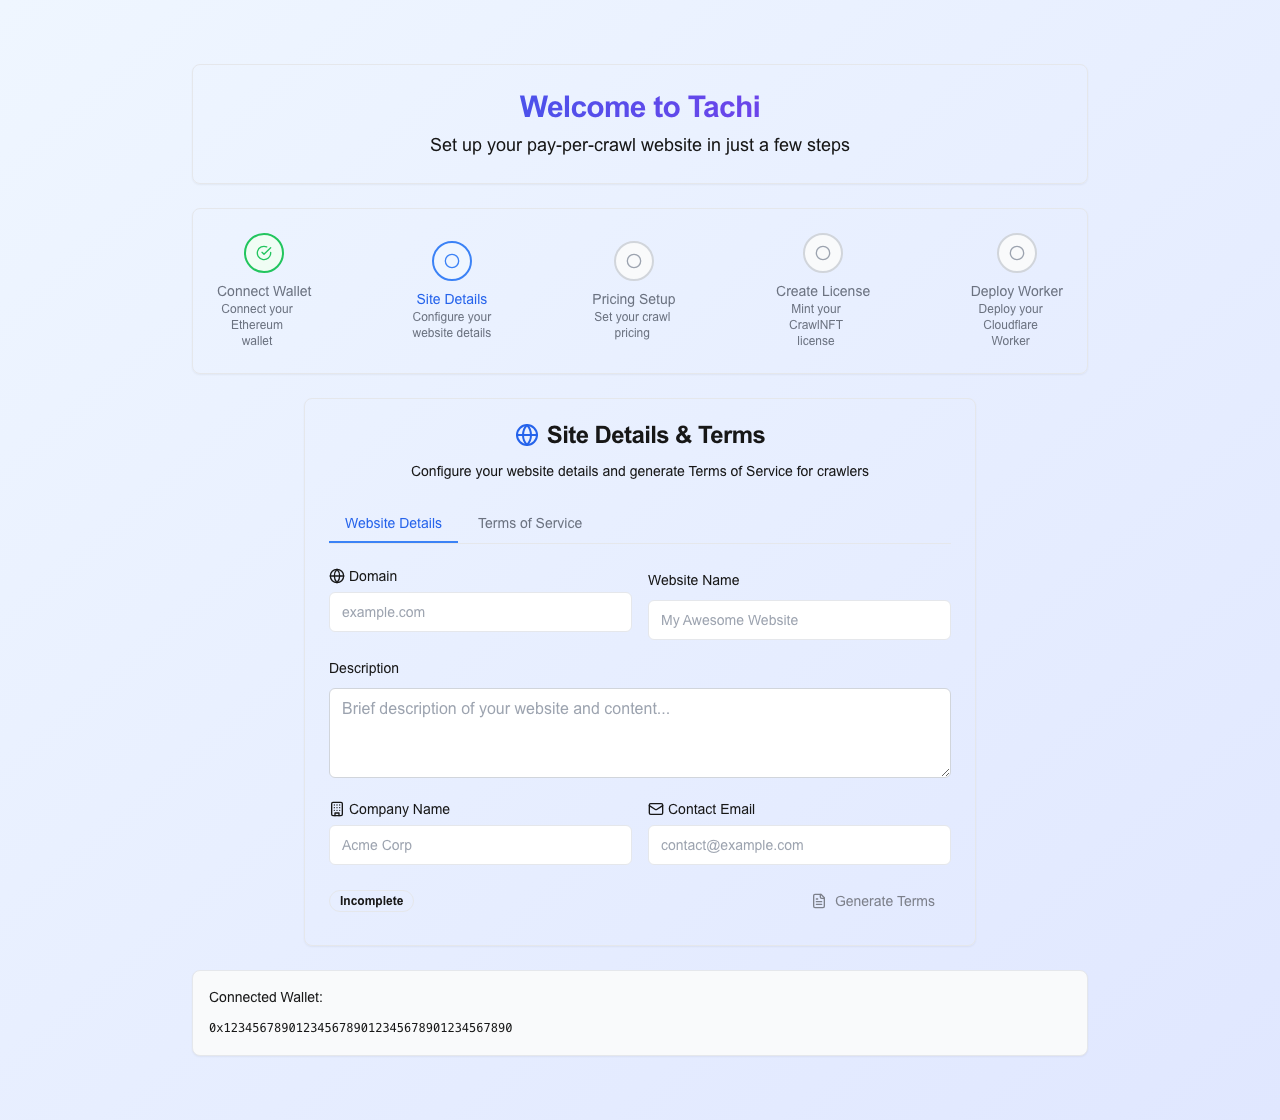 Welcome to Tachi
Set up your pay-per-crawl website in just a few steps
Connect Wallet
Connect your
Ethereum
wallet
Site Details
Configure your
website details
Pricing Setup
Set your crawl
pricing
Create License
Mint your
CrawlNFT
license
Deploy Worker
Deploy your
Cloudflare
Worker
Site Details & Terms
Configure your website details and generate Terms of Service for crawlers
Website Details
Terms of Service
Domain
example.com
Website Name
My Awesome Website
Description
Brief description of your website and content...
Company Name
Acme Corp
Contact Email
contact@example.com
Incomplete
Generate Terms
Connected Wallet:
0x1234567890123456789012345678901234567890